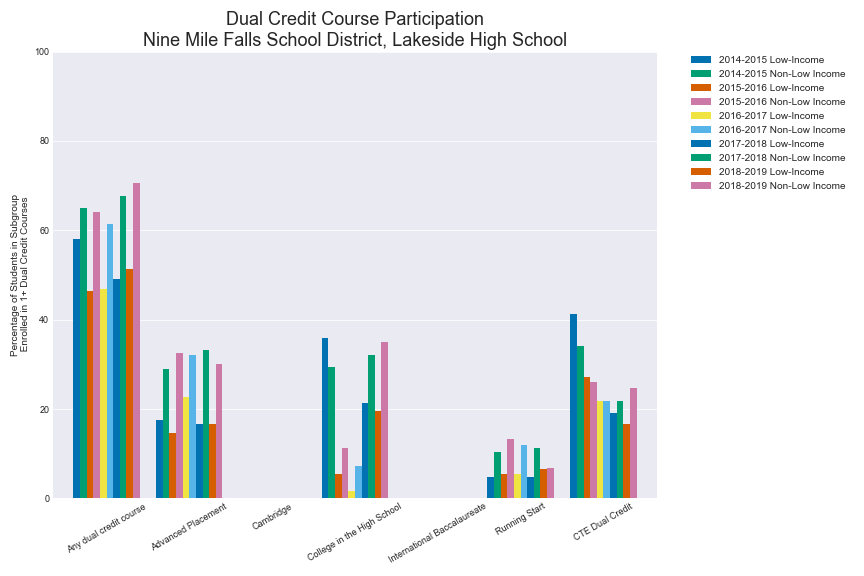 Dual Credit Course Participation
Nine Mile Falls School District, Lakeside High School
Percentage of Students in Subgroup
Enrolled in 1+ Dual Credit Courses
100
80
60
40
20
0
Any dual credit course
Advanced Placement
Cambridge
College in the High School
International Baccalaureate
Running Start
CTE Dual Credit
2014-2015 Low-Income
2014-2015 Non-Low Income
2015-2016 Low-Income
2015-2016 Non-Low Income
2016-2017 Low-Income
2016-2017 Non-Low Income
2017-2018 Low-Income
2017-2018 Non-Low Income
2018-2019 Low-Income
2018-2019 Non-Low Income